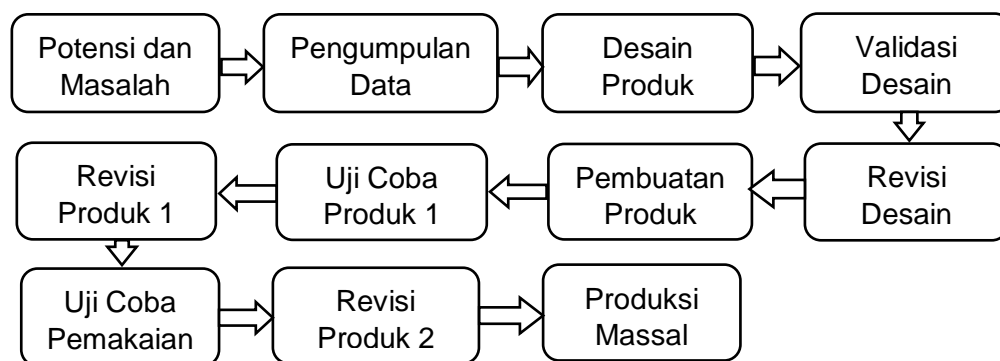 Potensi dan
Masalah
Pengumpulan
Data
Desain
Produk
Validasi
Desain
Revisi
Desain
Pembuatan
Produk
Uji Coba
Produk 1
Revisi
Produk 1
Uji Coba
Pemakaian
Revisi
Produk 2
Produksi
Massal